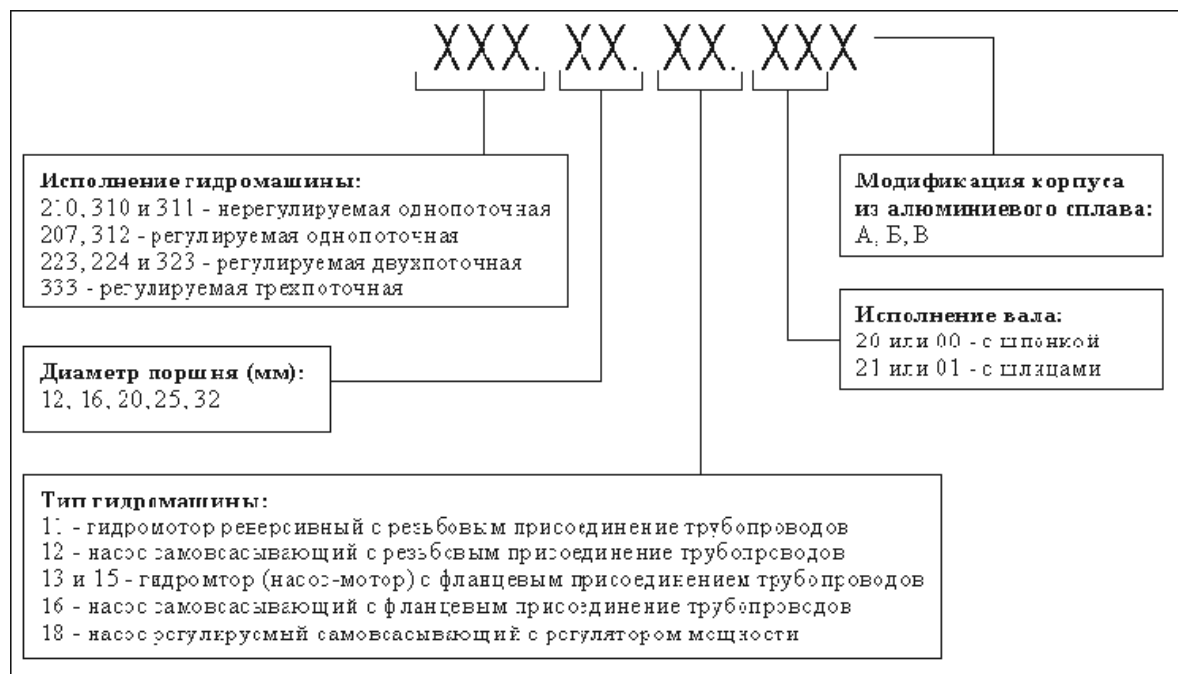 XXX. XX. XX. XXX
Исполнение гидромашины:
210, 310 и 311 - нерегулируемая однопоточная
207, 312 - регулируемая однопоточная
223, 224 и 323 - регулируемая двухпоточная
333 - регулируемая трехпоточная
Модификация корпуса
из алюминиевого сплава:
А, Б, В
Исполнение вала:
20 или 00 - с шпонкой
21 или 01 - с шлицами
Диаметр поршня (мм):
12, 16, 20, 25, 32
Тип гидромашины:
11 - гидромотор реверсивный с резьбовым присоединение трубопроводов
12 - насос самовсасывающий с резьбовым присоединение трубопроводов
13 и 15 - гидромтор (насос-мотор) с фланцевым присоединением трубопроводов
16 - насос самовсасывающий с фланцевым присоединение трубопроводов
18 - насос регулируемый самовсасывающий с регулятором мощности